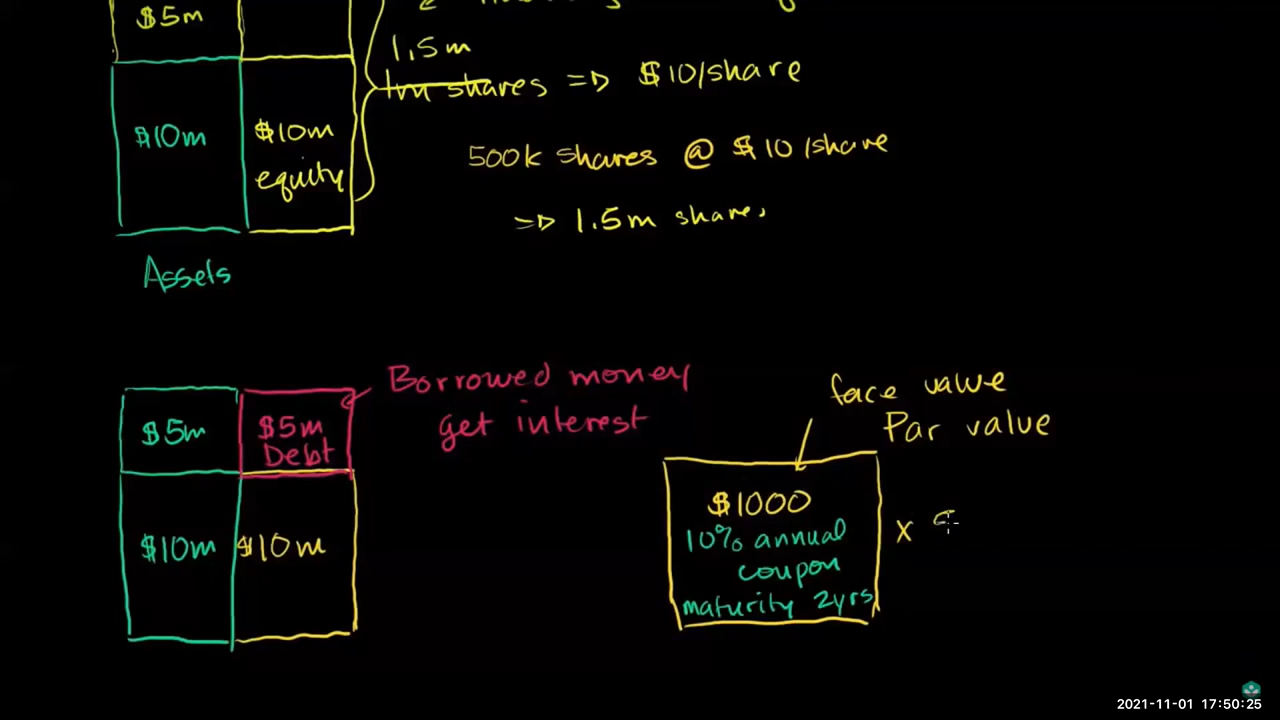 $5m
1.5m
1m shares => $10/share
$10m
$10m
equity
500k shares @ $10/share
=> 1.5m shares
Assets
Borrowed money
get interest
$5m
$5m
Debt
$10m
$10m
face value
Par value
$1000
10% annual
coupon
maturity 2yrs
x
2021-11-01 17:50:25